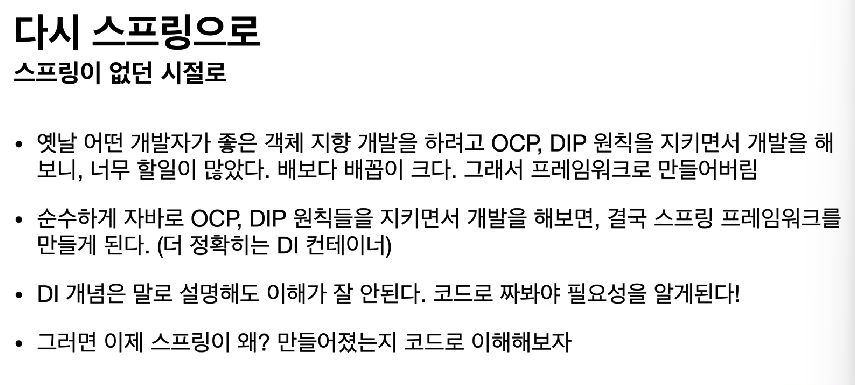 다시 스프링으로
스프링이 없던 시절로
• 옛날 어떤 개발자가 좋은 객체 지향 개발을 하려고 OCP, DIP 원칙을 지키면서 개발을 해
보니, 너무 할일이 많았다. 배보다 배꼽이 크다. 그래서 프레임워크로 만들어버림
• 순수하게 자바로 OCP, DIP 원칙들을 지키면서 개발을 해보면, 결국 스프링 프레임워크를
만들게 된다. (더 정확히는 DI 컨테이너)
• DI 개념은 말로 설명해도 이해가 잘 안된다. 코드로 짜봐야 필요성을 알게된다!
• 그러면 이제 스프링이 왜? 만들어졌는지 코드로 이해해보자